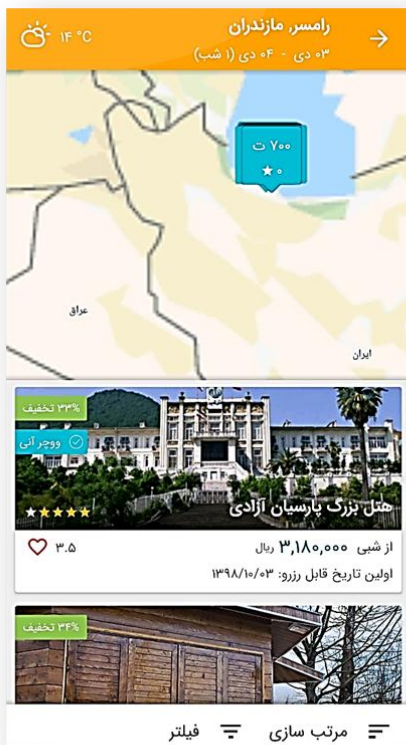 رامسر, مازندران
۰۳ دی - ۰۴ دی (۱ شب)
۱۴ °C
۷۰۰ ت
۰ ★
عراق
ایران
۳۳% تخفیف
ووچر آنی
هتل بزرگ پارسیان آزادی
از شبی ۳,۱۸۰,۰۰۰ ریال
۳.۵
اولین تاریخ قابل رزرو: ۱۳۹۸/۱۰/۰۳
۳۴% تخفیف
مرتب سازی
فیلتر